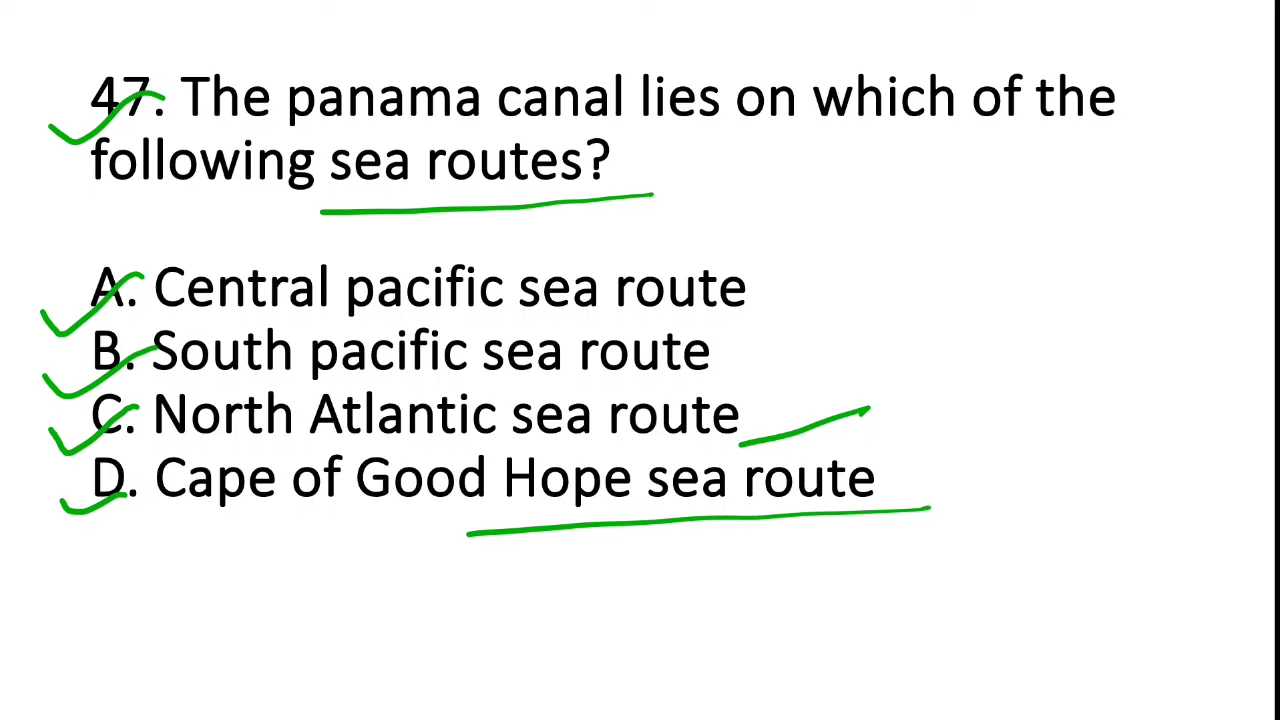 47. The panama canal lies on which of the
following sea routes?
A. Central pacific sea route
B. South pacific sea route
C. North Atlantic sea route
D. Cape of Good Hope sea route